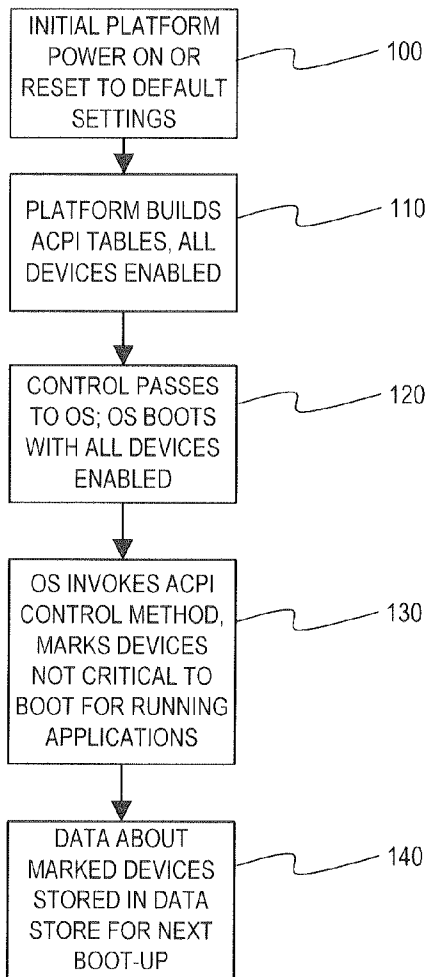 INITIAL PLATFORM
POWER ON OR
RESET TO DEFAULT
SETTINGS
100
PLATFORM BUILDS
ACPI TABLES, ALL
DEVICES ENABLED
110
CONTROL PASSES
TO OS; OS BOOTS
WITH ALL DEVICES
ENABLED
120
OS INVOKES ACPI
CONTROL METHOD,
MARKS DEVICES
NOT CRITICAL TO
BOOT FOR RUNNING
APPLICATIONS
130
DATA ABOUT
MARKED DEVICES
STORED IN DATA
STORE FOR NEXT
BOOT-UP
140